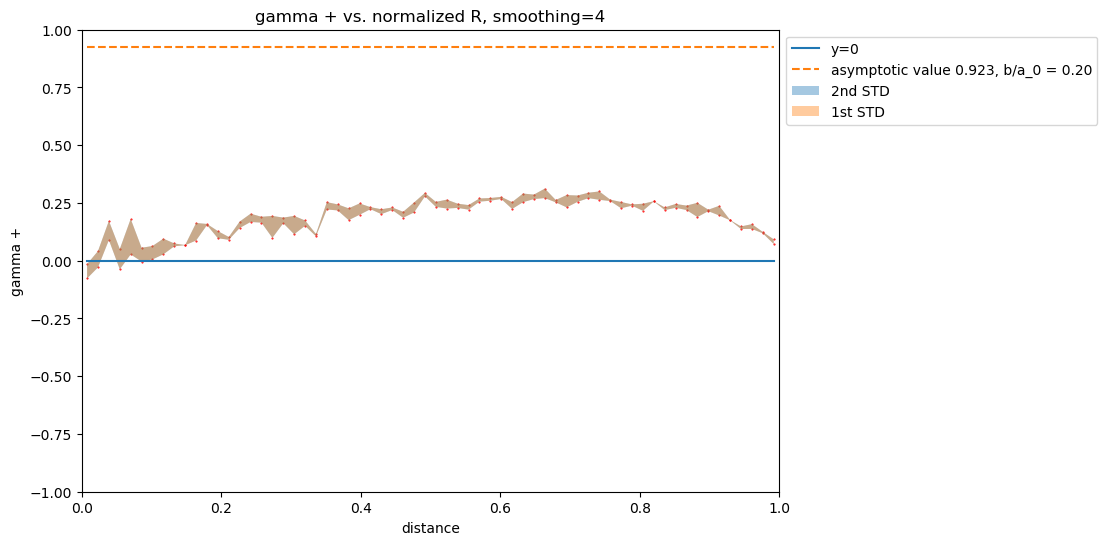 gamma + vs. normalized R, smoothing=4
1.00
0.75
0.50
0.25
0.00
−0.25
−0.50
−0.75
−1.00
gamma +
0.0 0.2 0.4 0.6 0.8 1.0
distance
y=0
asymptotic value 0.923, b/a_0 = 0.20
2nd STD
1st STD